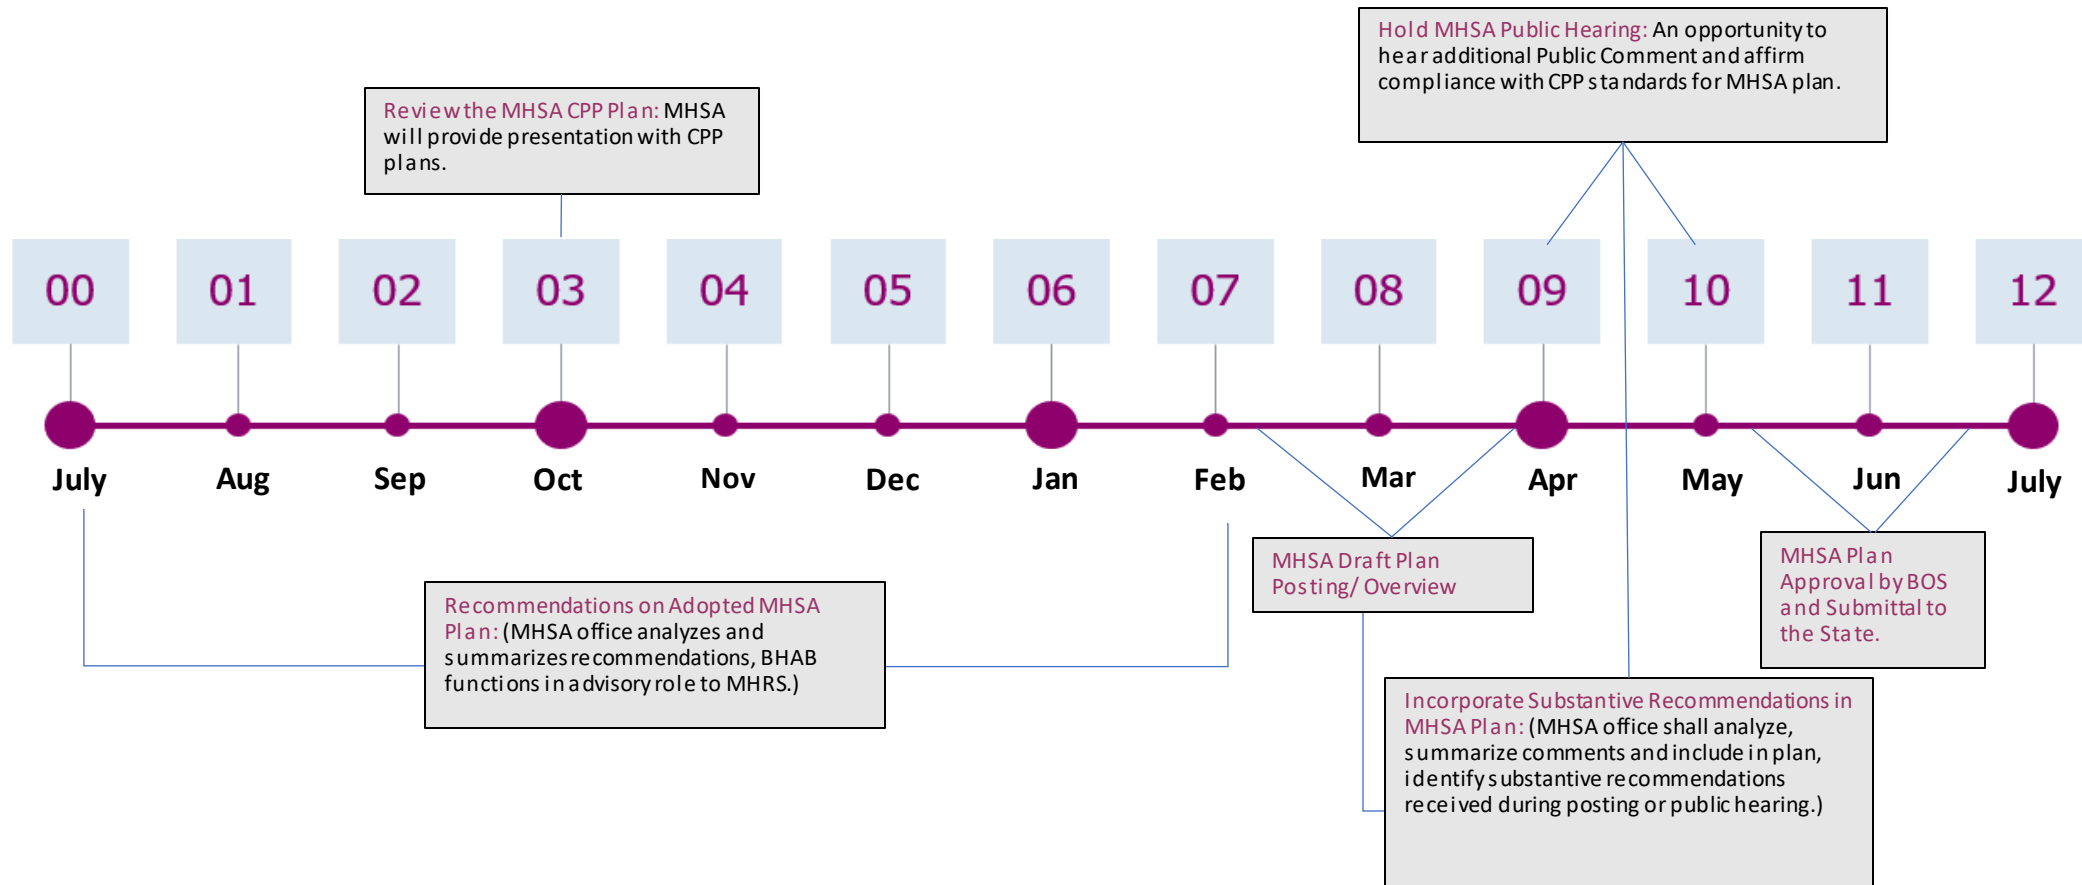 Hold MHSA Public Hearing: An opportunity to
hear additional Public Comment and affirm
compliance with CPP standards for MHSA plan.
Review the MHSA CPP Plan: MHSA
will provide presentation with CPP
plans.
00
01
02
03
04
05
06
07
08
09
10
11
12
July
Aug
Sep
Oct
Nov
Dec
Jan
Feb
Mar
Apr
May
Jun
July
Recommendations on Adopted MHSA
Plan: (MHSA office analyzes and
summarizes recommendations, BHAB
functions in advisory role to MHRS.)
MHSA Draft Plan
Posting/ Overview
MHSA Plan
Approval by BOS
and Submittal to
the State.
Incorporate Substantive Recommendations in
MHSA Plan: (MHSA office shall analyze,
summarize comments and include in plan,
identify substantive recommendations
received during posting or public hearing.)